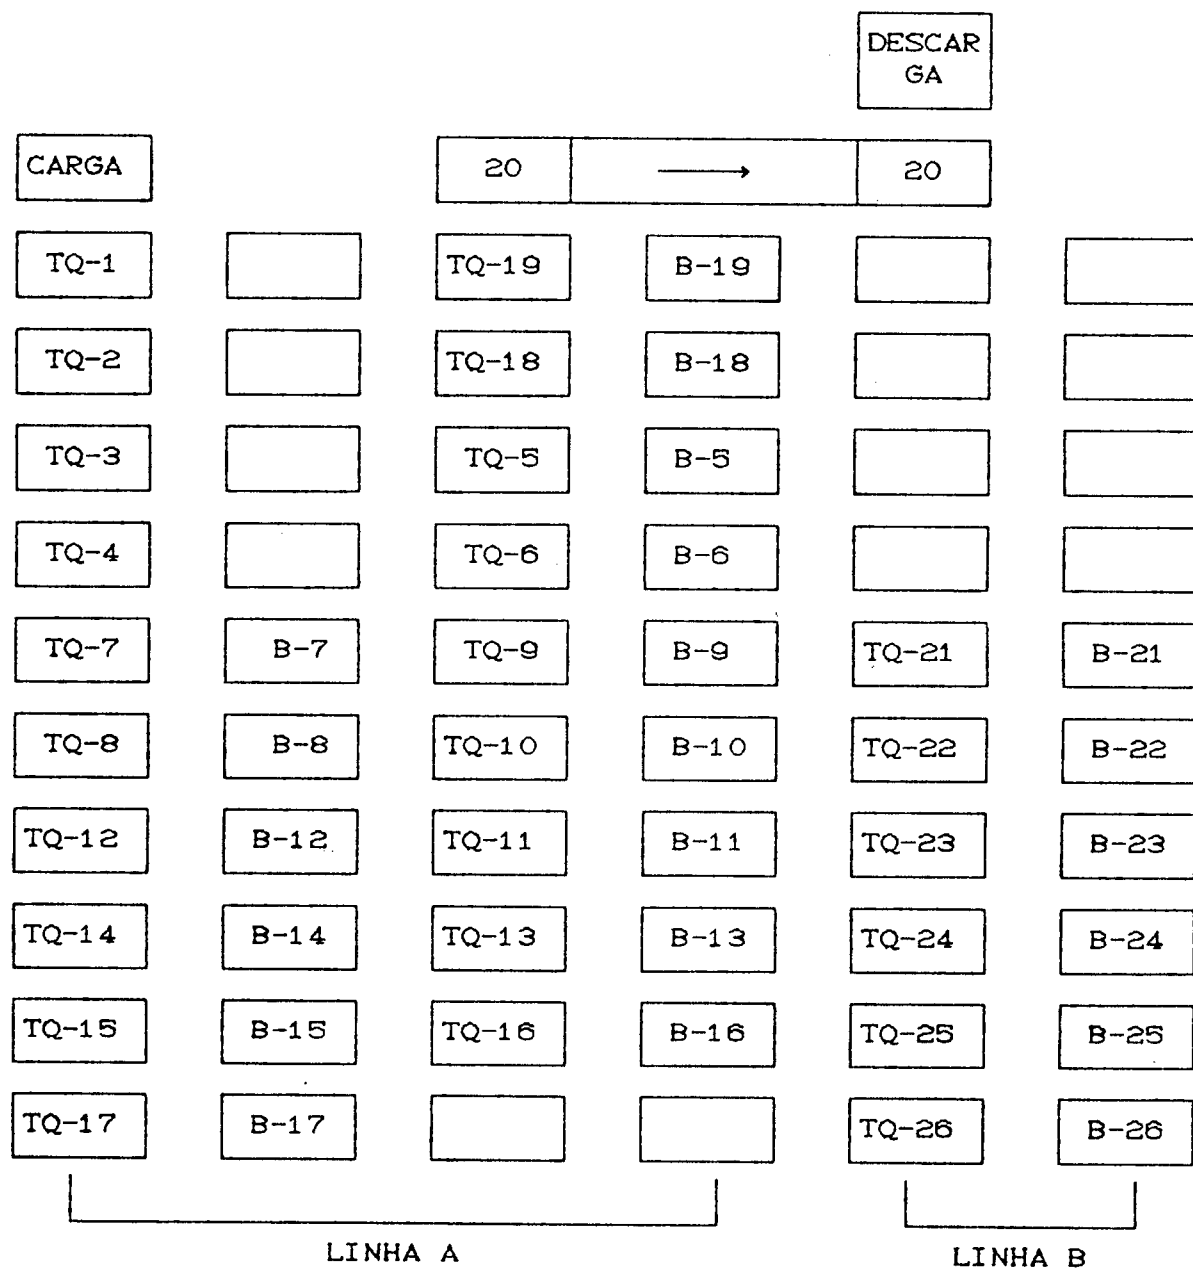 DESCAR
GA
CARGA 20 → 20
TQ-1 TQ-19 B-19
TQ-2 TQ-18 B-18
TQ-3 TQ-5 B-5
TQ-4 TQ-6 B-6
TQ-7 B-7 TQ-9 B-9 TQ-21 B-21
TQ-8 B-8 TQ-10 B-10 TQ-22 B-22
TQ-12 B-12 TQ-11 B-11 TQ-23 B-23
TQ-14 B-14 TQ-13 B-13 TQ-24 B-24
TQ-15 B-15 TQ-16 B-16 TQ-25 B-25
TQ-17 B-17 TQ-26 B-26
LINHA A LINHA B